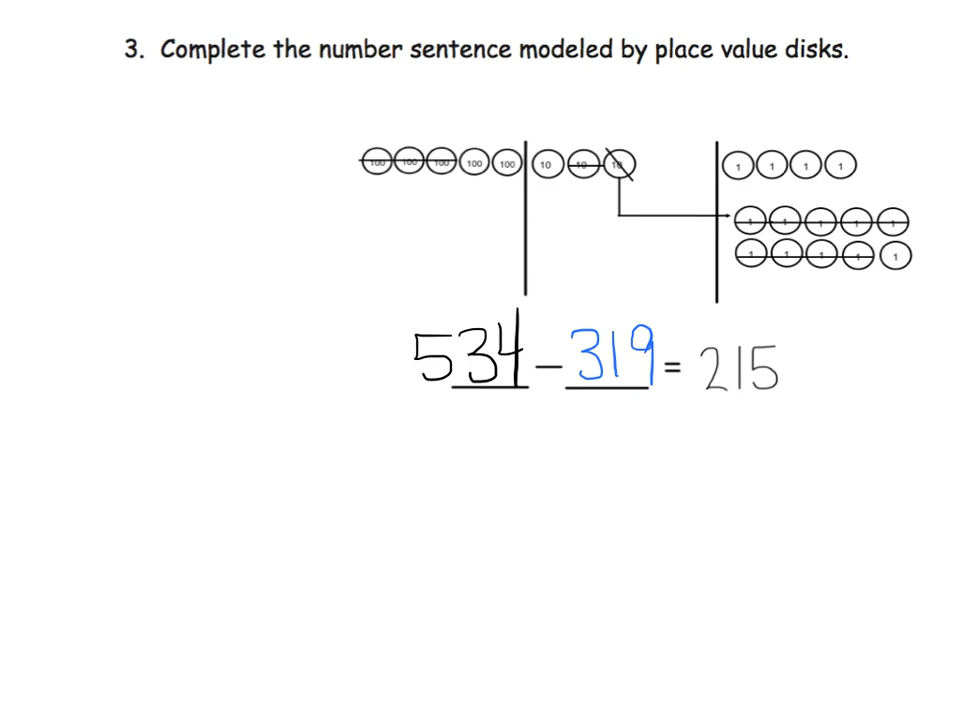 3. Complete the number sentence modeled by place value disks.
100 100 100 100 100 10 10 10 1 1 1 1
1 1 1 1 1
1 1 1 1 1
534 − 319 = 215